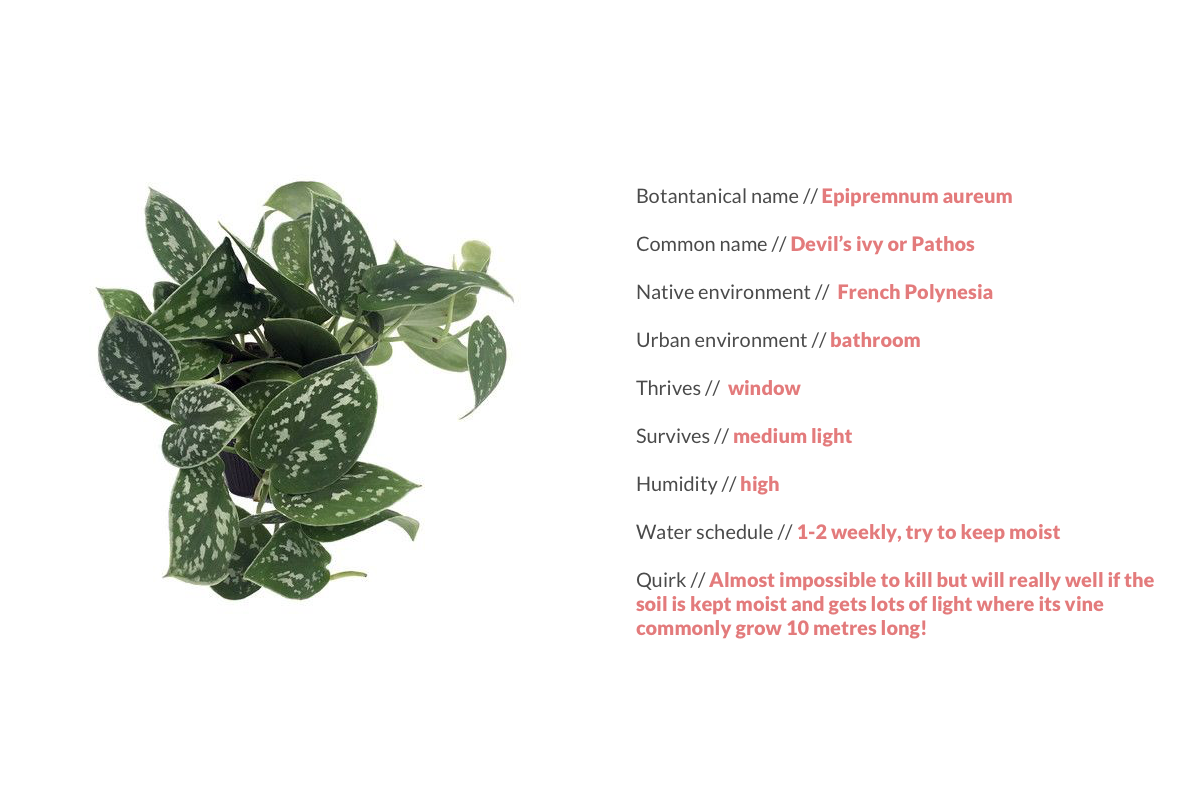 Botantanical name // Epipremnum aureum
Common name // Devil's ivy or Pathos
Native environment // French Polynesia
Urban environment // bathroom
Thrives // window
Survives // medium light
Humidity // high
Water schedule // 1-2 weekly, try to keep moist
Quirk // Almost impossible to kill but will really well if the
soil is kept moist and gets lots of light where its vine
commonly grow 10 metres long!